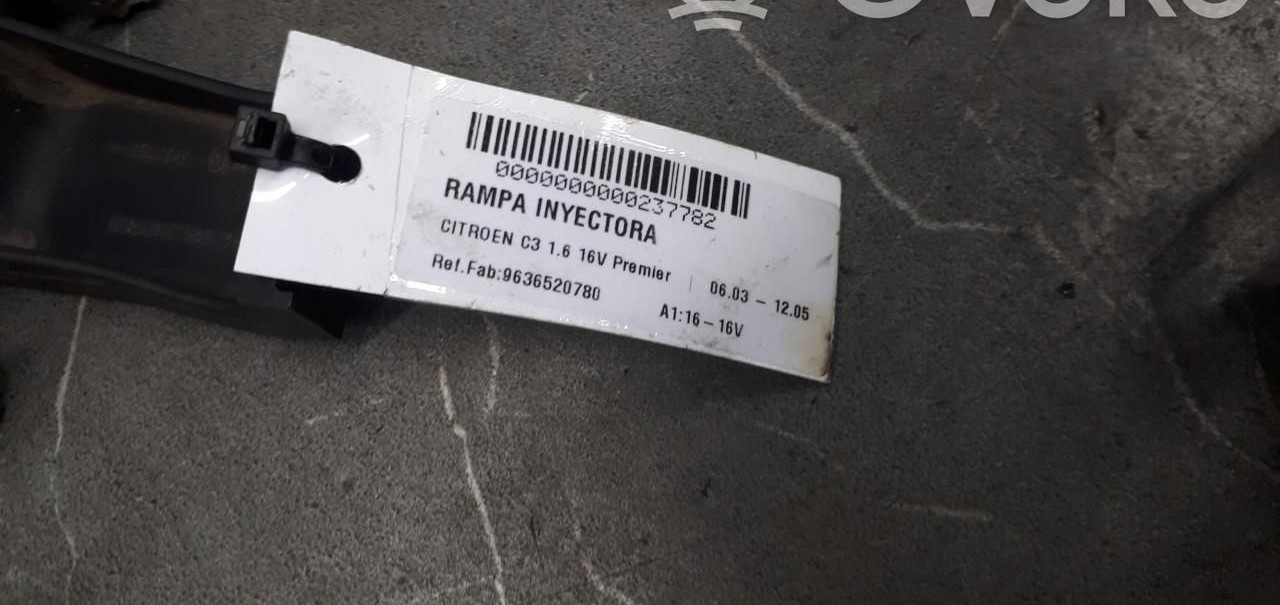 0000000000237782
RAMPA INYECTORA
CITROEN C3 1.6 16V Premier | 06.03 – 12.05
Ref.Fab:9636520780
A1:16–16V